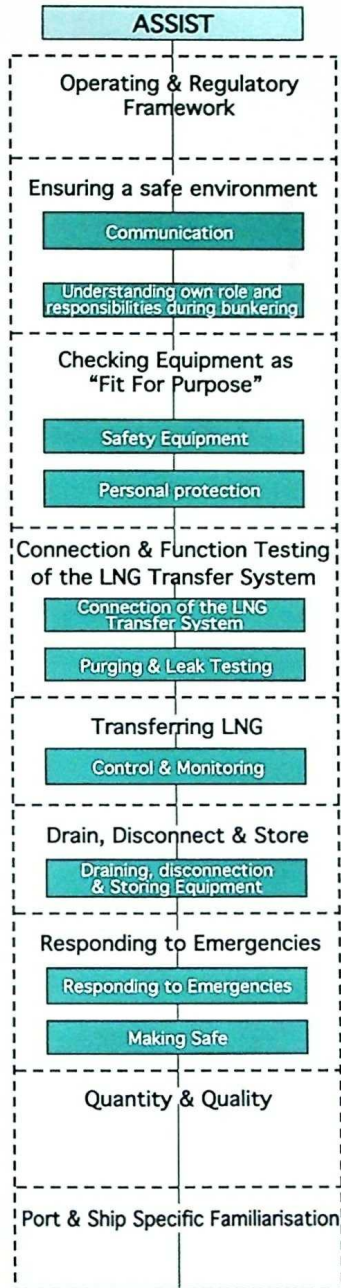 ASSIST
Operating & Regulatory
Framework
Ensuring a safe environment
Communication
Understanding own role and
responsibilities during bunkering
Checking Equipment as
"Fit For Purpose"
Safety Equipment
Personal protection
Connection & Function Testing
of the LNG Transfer System
Connection of the LNG
Transfer System
Purging & Leak Testing
Transferring LNG
Control & Monitoring
Drain, Disconnect & Store
Draining, disconnection
& Storing Equipment
Responding to Emergencies
Responding to Emergencies
Making Safe
Quantity & Quality
Port & Ship Specific Familiarisation